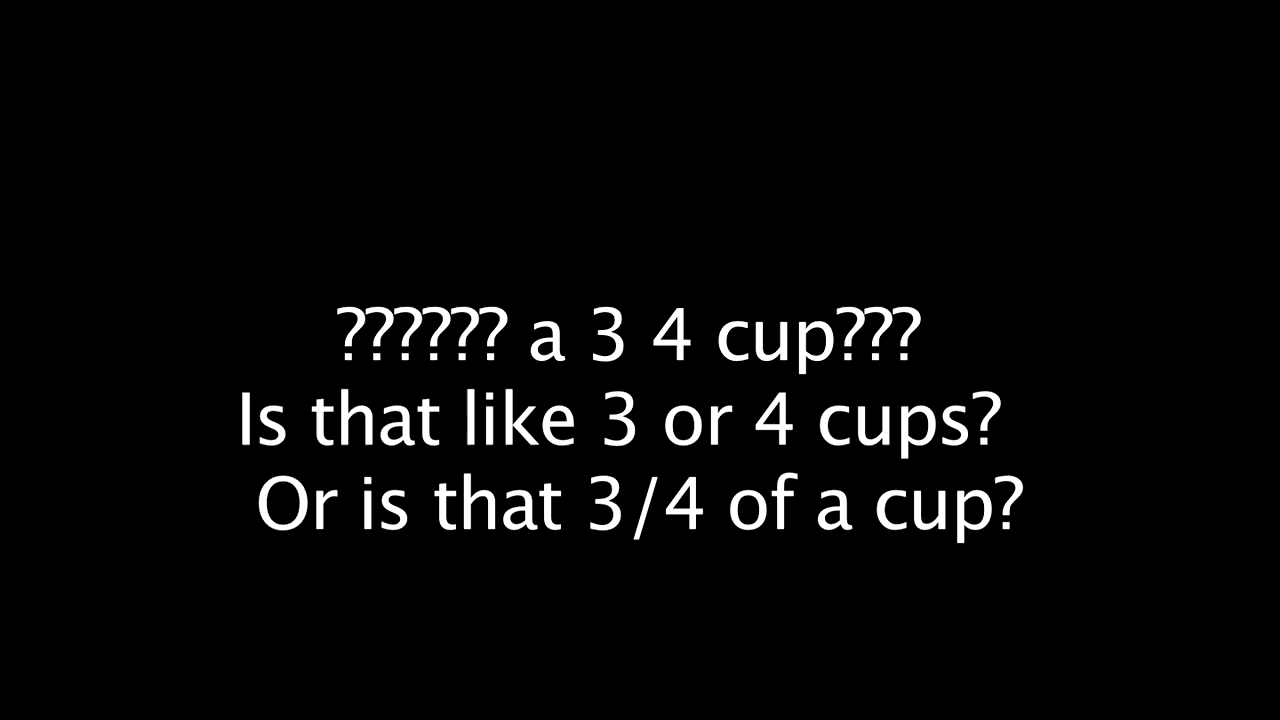 ?????? a 3 4 cup???
Is that like 3 or 4 cups?
Or is that 3/4 of a cup?